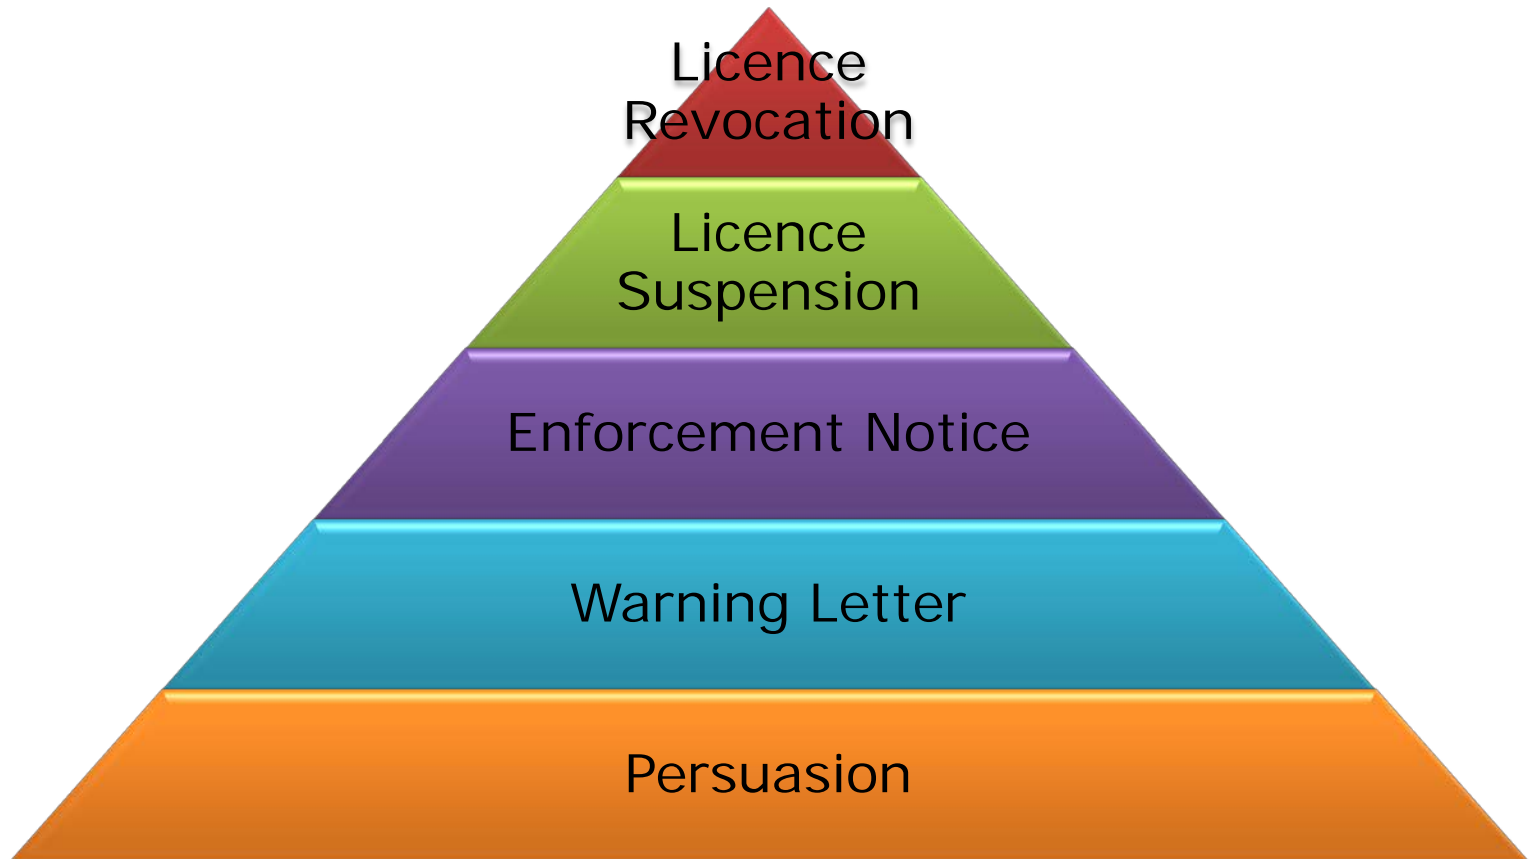 Licence
Revocation
Licence
Suspension
Enforcement Notice
Warning Letter
Persuasion